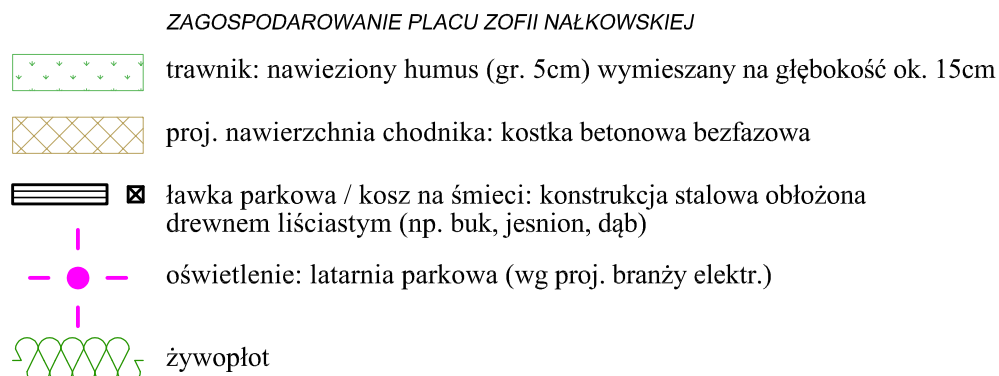 ZAGOSPODAROWANIE PLACU ZOFII NAŁKOWSKIEJ
trawnik: nawieziony humus (gr. 5cm) wymieszany na głębokość ok. 15cm
proj. nawierzchnia chodnika: kostka betonowa bezfazowa
ławka parkowa / kosz na śmieci: konstrukcja stalowa obłożona
drewnem liściastym (np. buk, jesnion, dąb)
oświetlenie: latarnia parkowa (wg proj. branży elektr.)
żywopłot